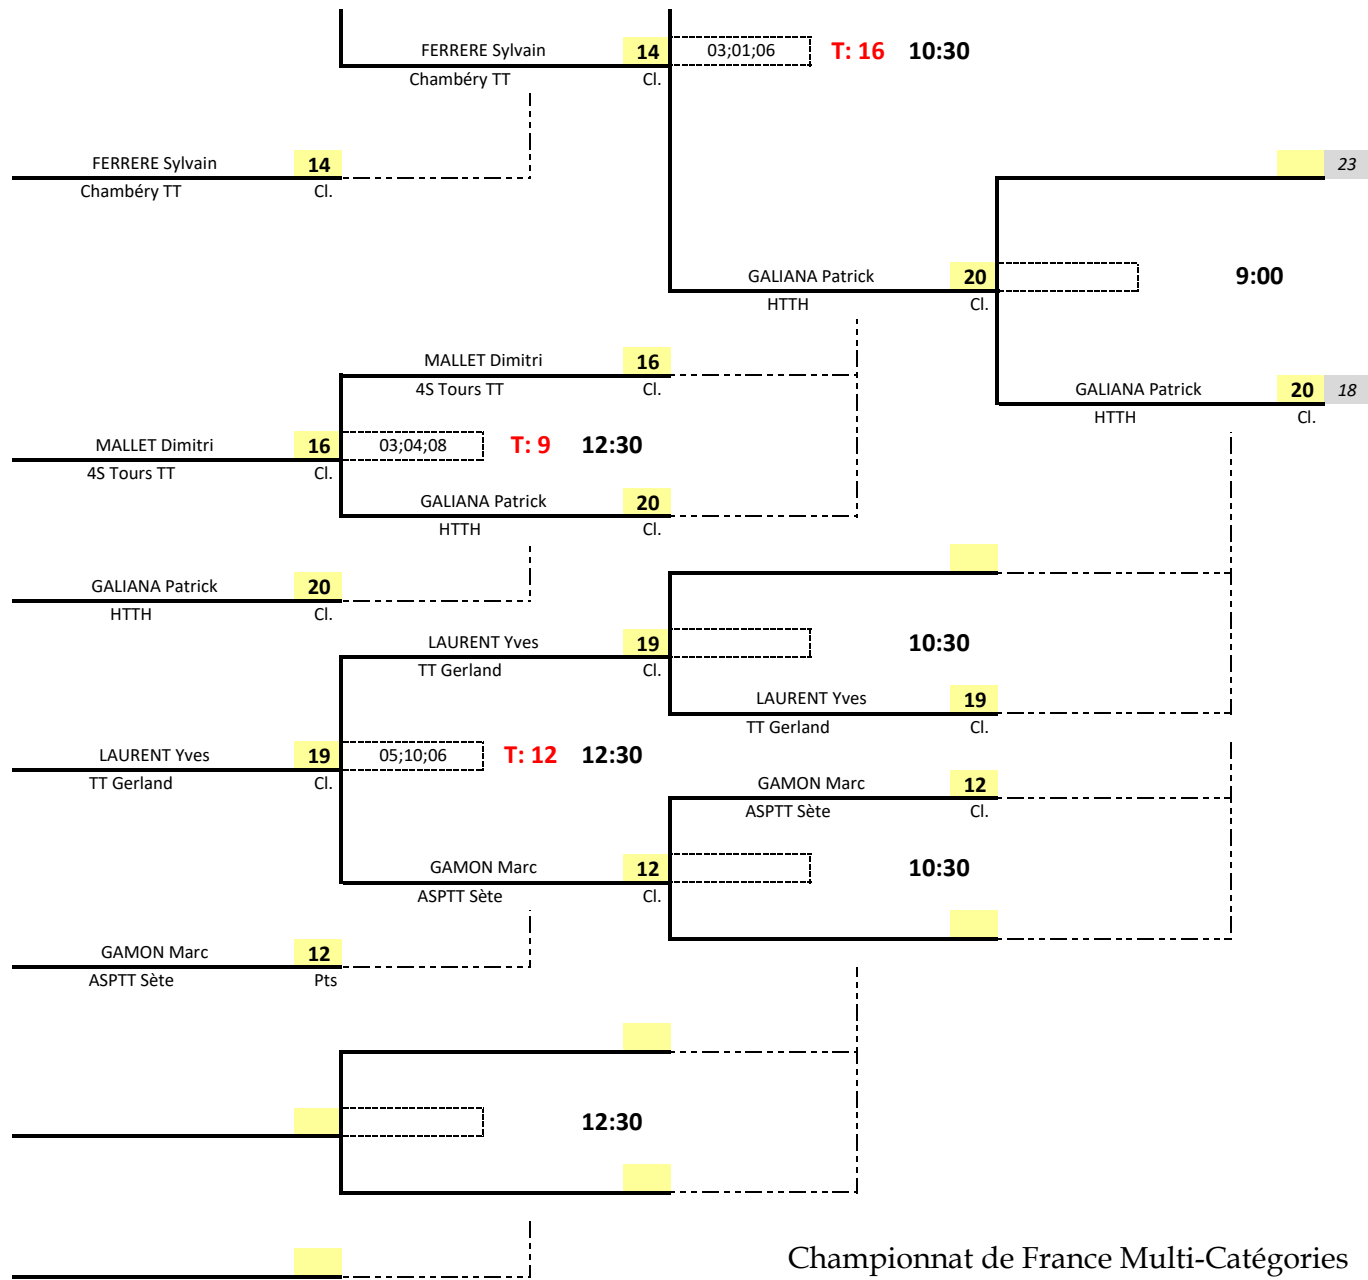 FERRERE Sylvain 14 03;01;06 T: 16 10:30
Chambéry TT Cl.
FERRERE Sylvain 14 23
Chambéry TT Cl.
GALIANA Patrick 20 9:00
HTTH Cl.
MALLET Dimitri 16
4S Tours TT Cl.
GALIANA Patrick 20 18
HTTH Cl.
MALLET Dimitri 16 03;04;08 T: 9 12:30
4S Tours TT Cl.
GALIANA Patrick 20
HTTH Cl.
GALIANA Patrick 20
HTTH Cl.
LAURENT Yves 19 10:30
TT Gerland Cl.
LAURENT Yves 19
TT Gerland Cl.
LAURENT Yves 19 05;10;06 T: 12 12:30
TT Gerland Cl.
GAMON Marc 12
ASPTT Sète Cl.
GAMON Marc 12 10:30
ASPTT Sète Cl.
GAMON Marc 12
ASPTT Sète Pts
12:30
Championnat de France Multi-Catégories